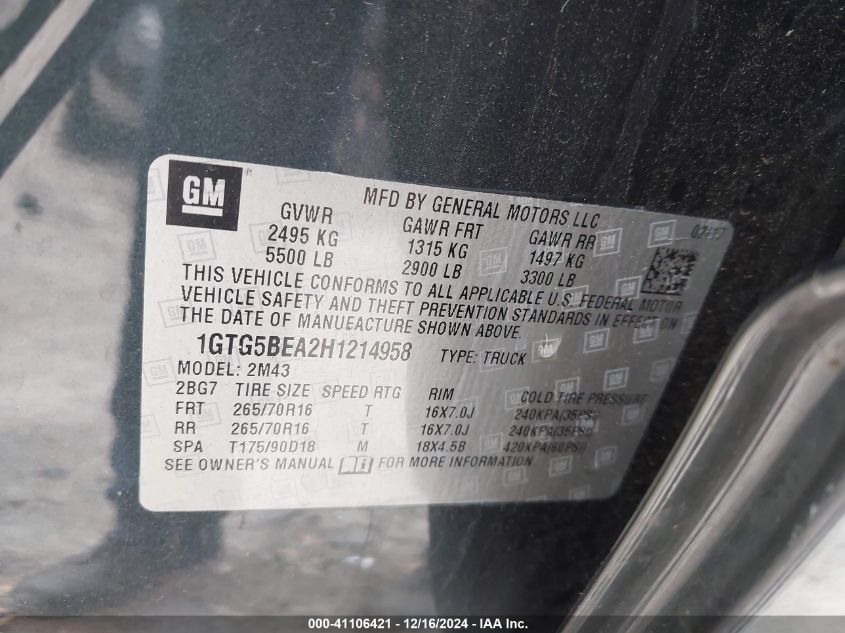 GM ®
MFD BY GENERAL MOTORS LLC
GVWR GAWR FRT GAWR RR 02/17
2495 KG 1315 KG 1497 KG
5500 LB 2900 LB 3300 LB
THIS VEHICLE CONFORMS TO ALL APPLICABLE U.S. FEDERAL MOTOR
VEHICLE SAFETY AND THEFT PREVENTION STANDARDS IN EFFECT ON
THE DATE OF MANUFACTURE SHOWN ABOVE.
1GTG5BEA2H1214958 TYPE: TRUCK
MODEL: 2M43
2BG7 TIRE SIZE SPEED RTG RIM COLD TIRE PRESSURE
FRT 265/70R16 T 16X7.0J 240KPA(35PSI)
RR 265/70R16 T 16X7.0J 240KPA(35PSI)
SPA T175/90D18 M 18X4.5B 420KPA(60PSI)
SEE OWNER'S MANUAL FOR MORE INFORMATION
000-41106421 - 12/16/2024 - IAA Inc.